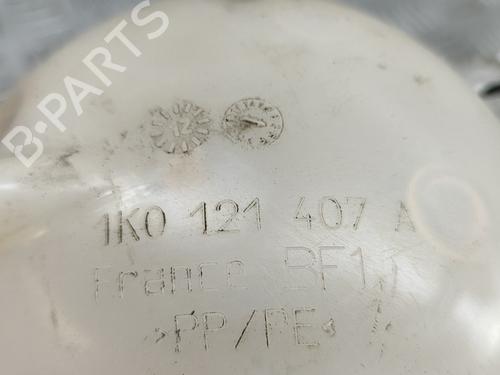 B-PARTS
1K0 121 407 A
France BF1
>PP/PE<